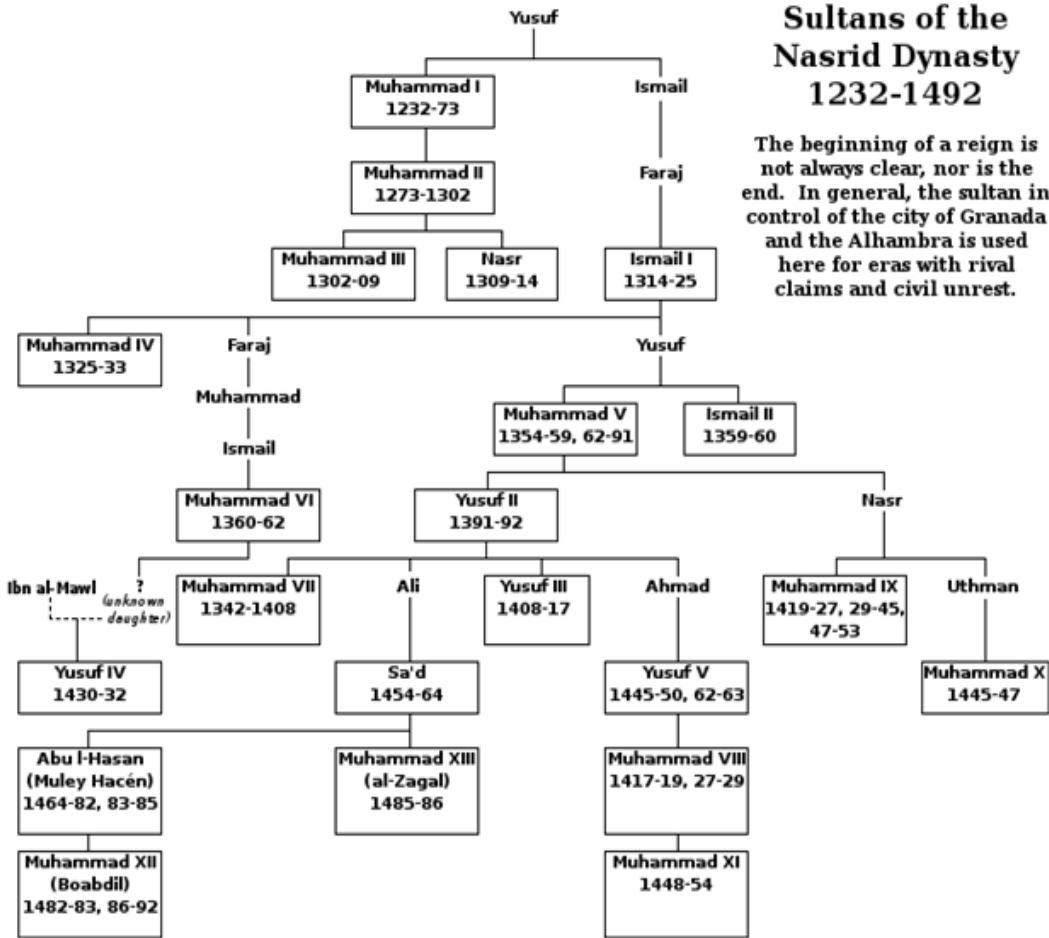 Sultans of the
Nasrid Dynasty
1232-1492
The beginning of a reign is
not always clear, nor is the
end. In general, the sultan in
control of the city of Granada
and the Alhambra is used
here for eras with rival
claims and civil unrest.
Yusuf
Muhammad I
1232-73
Ismail
Muhammad II
1273-1302
Faraj
Muhammad III
1302-09
Nasr
1309-14
Ismail I
1314-25
Muhammad IV
1325-33
Faraj
Yusuf
Muhammad
Muhammad V
1354-59, 62-91
Ismail II
1359-60
Ismail
Muhammad VI
1360-62
Yusuf II
1391-92
Nasr
Ibn al-Mawl
?
(unknown
daughter)
Muhammad VII
1342-1408
Ali
Yusuf III
1408-17
Ahmad
Muhammad IX
1419-27, 29-45,
47-53
Uthman
Yusuf IV
1430-32
Sa'd
1454-64
Yusuf V
1445-50, 62-63
Muhammad X
1445-47
Abu l-Hasan
(Muley Hacén)
1464-82, 83-85
Muhammad XIII
(al-Zagal)
1485-86
Muhammad VIII
1417-19, 27-29
Muhammad XII
(Boabdil)
1482-83, 86-92
Muhammad XI
1448-54